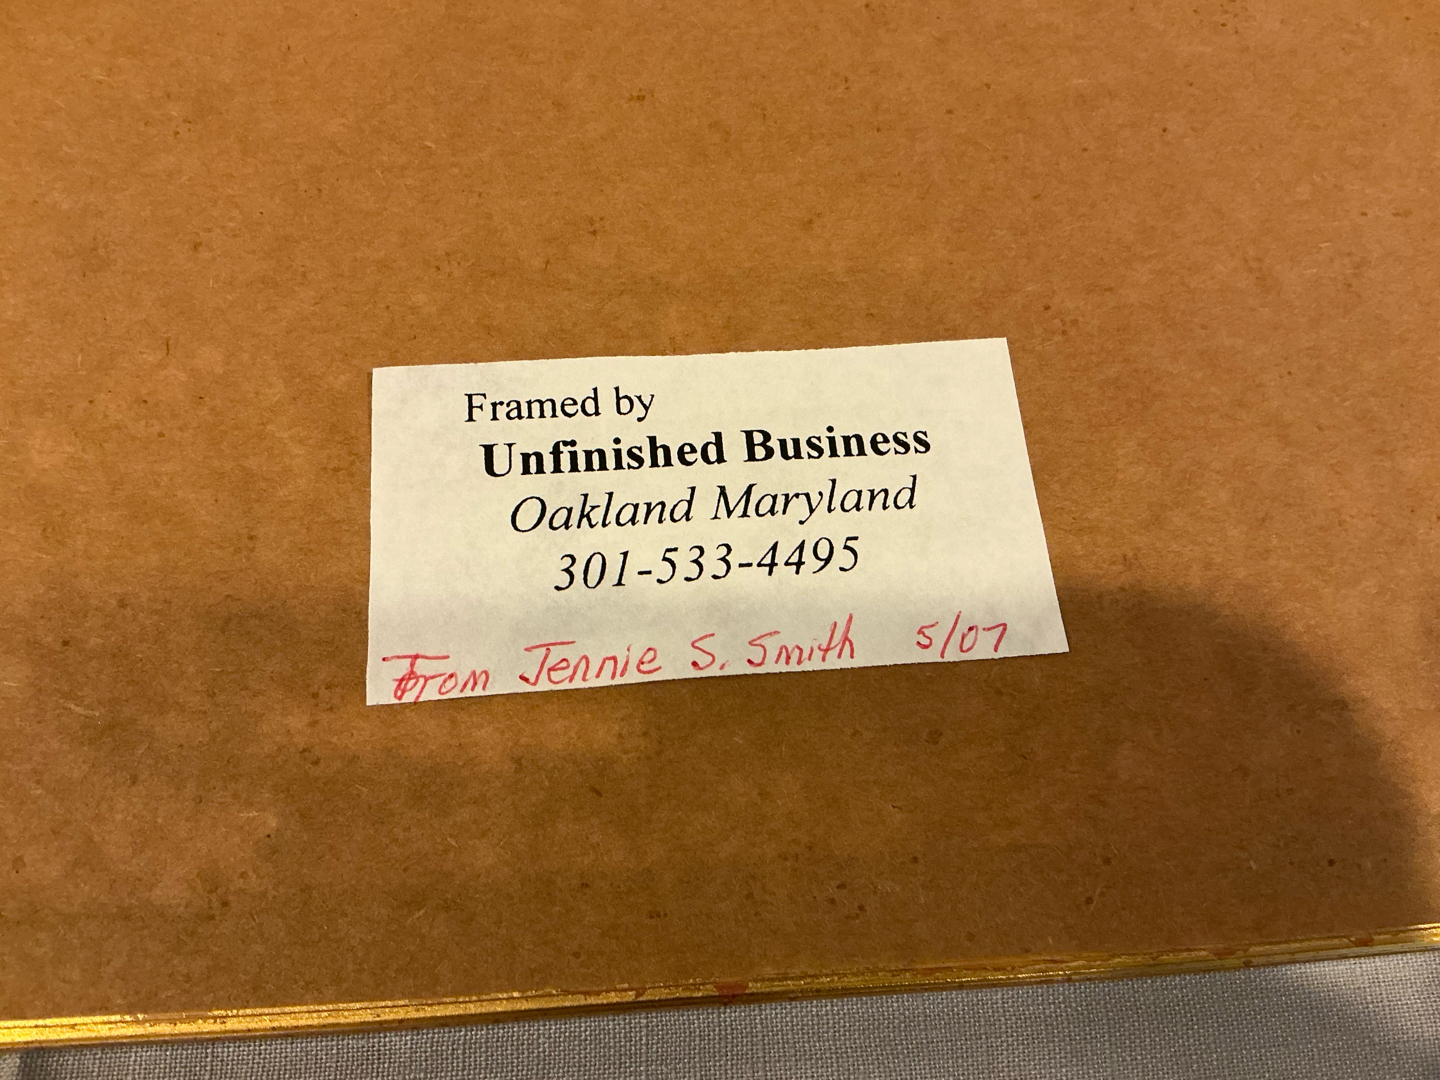 Framed by
Unfinished Business
Oakland Maryland
301-533-4495
From Jennie S. Smith 5/07